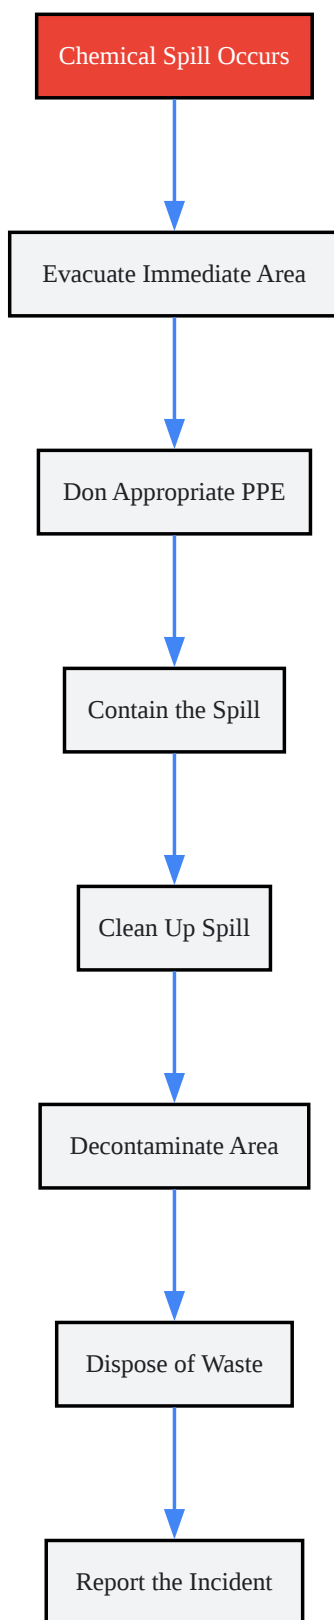 Chemical Spill Occurs
Evacuate Immediate Area
Don Appropriate PPE
Contain the Spill
Clean Up Spill
Decontaminate Area
Dispose of Waste
Report the Incident